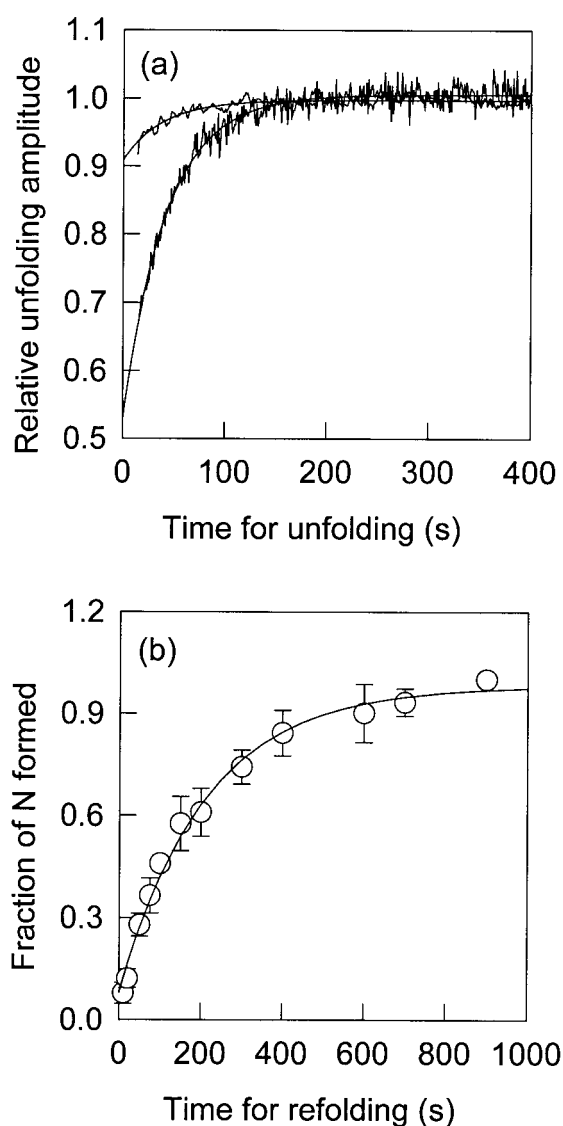 (a)
1.1
1.0
0.9
0.8
0.7
0.6
0.5
Relative unfolding amplitude
0 100 200 300 400
Time for unfolding (s)
(b)
1.2
0.9
0.6
0.3
0.0
Fraction of N formed
0 200 400 600 800 1000
Time for refolding (s)